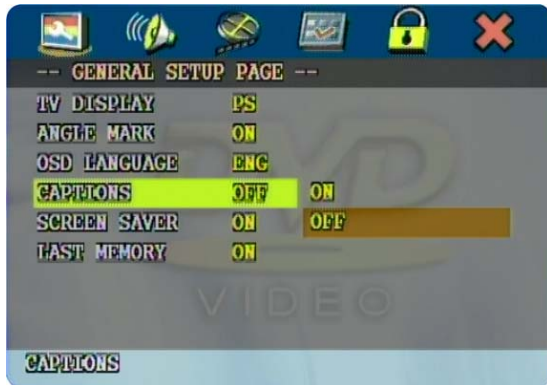 -- GENERAL SETUP PAGE --
TV DISPLAY PS
ANGLE MARK ON
OSD LANGUAGE ENG
CAPTIONS OFF ON
SCREEN SAVER ON OFF
LAST MEMORY ON
DVD
VIDEO
CAPTIONS